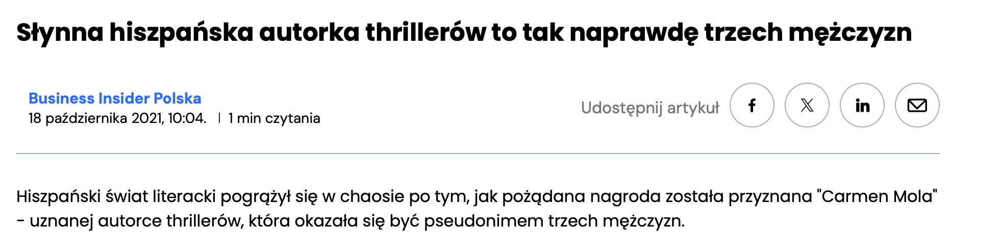 Słynna hiszpańska autorka thrillerów to tak naprawdę trzech mężczyzn
Business Insider Polska
18 października 2021, 10:04. | 1 min czytania
Udostępnij artykuł
Hiszpański świat literacki pogrążył się w chaosie po tym, jak pożądana nagroda została przyznana "Carmen Mola"
- uznanej autorce thrillerów, która okazała się być pseudonimem trzech mężczyzn.